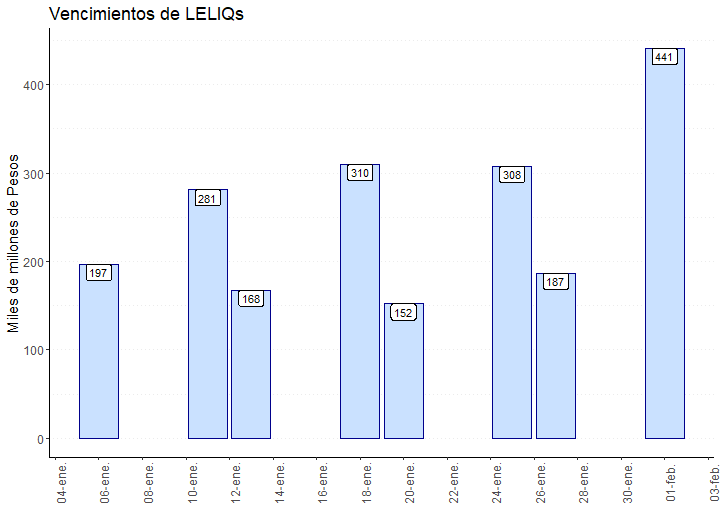 Vencimientos de LELIQs
Miles de millones de Pesos
400
300
200
100
0
197
281
168
310
152
308
187
441
04-ene.
06-ene.
08-ene.
10-ene.
12-ene.
14-ene.
16-ene.
18-ene.
20-ene.
22-ene.
24-ene.
26-ene.
28-ene.
30-ene.
01-feb.
03-feb.